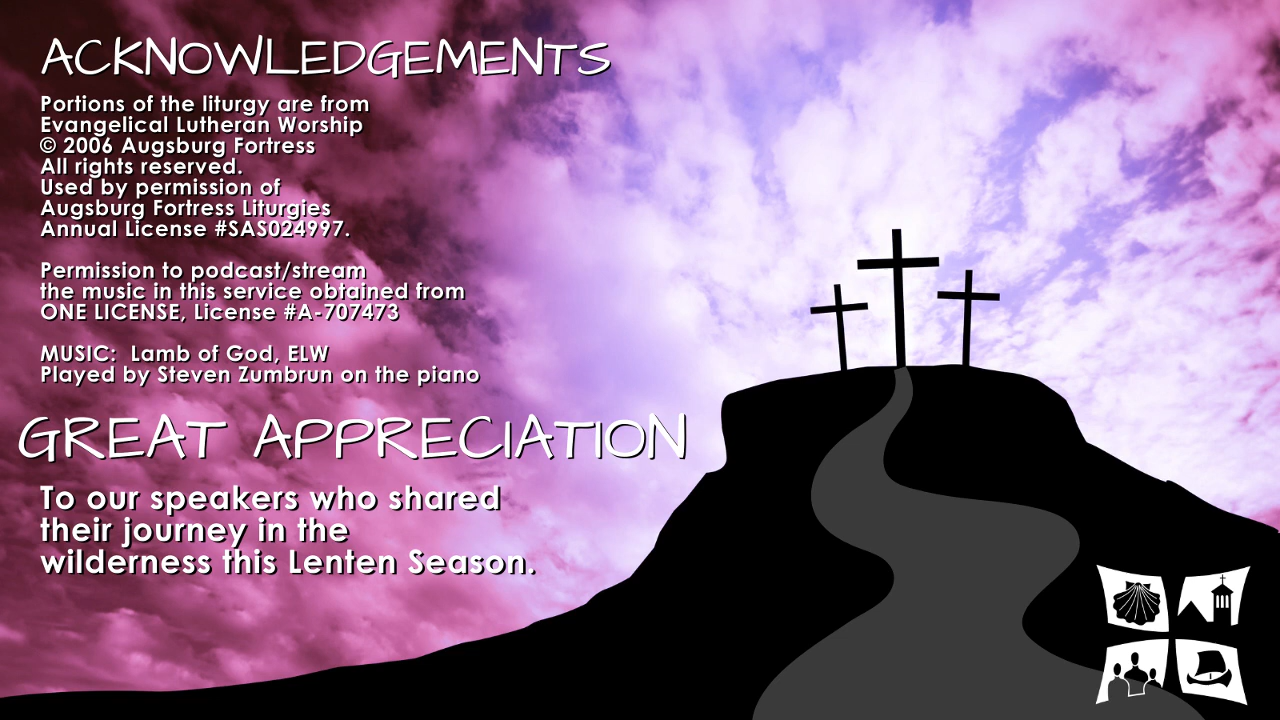 ACKNOWLEDGEMENTS
Portions of the liturgy are from
Evangelical Lutheran Worship
© 2006 Augsburg Fortress
All rights reserved.
Used by permission of
Augsburg Fortress Liturgies
Annual License #SAS024997.
Permission to podcast/stream
the music in this service obtained from
ONE LICENSE, License #A-707473
MUSIC:  Lamb of God, ELW
Played by Steven Zumbrun on the piano
GREAT APPRECIATION
To our speakers who shared
their journey in the
wilderness this Lenten Season.